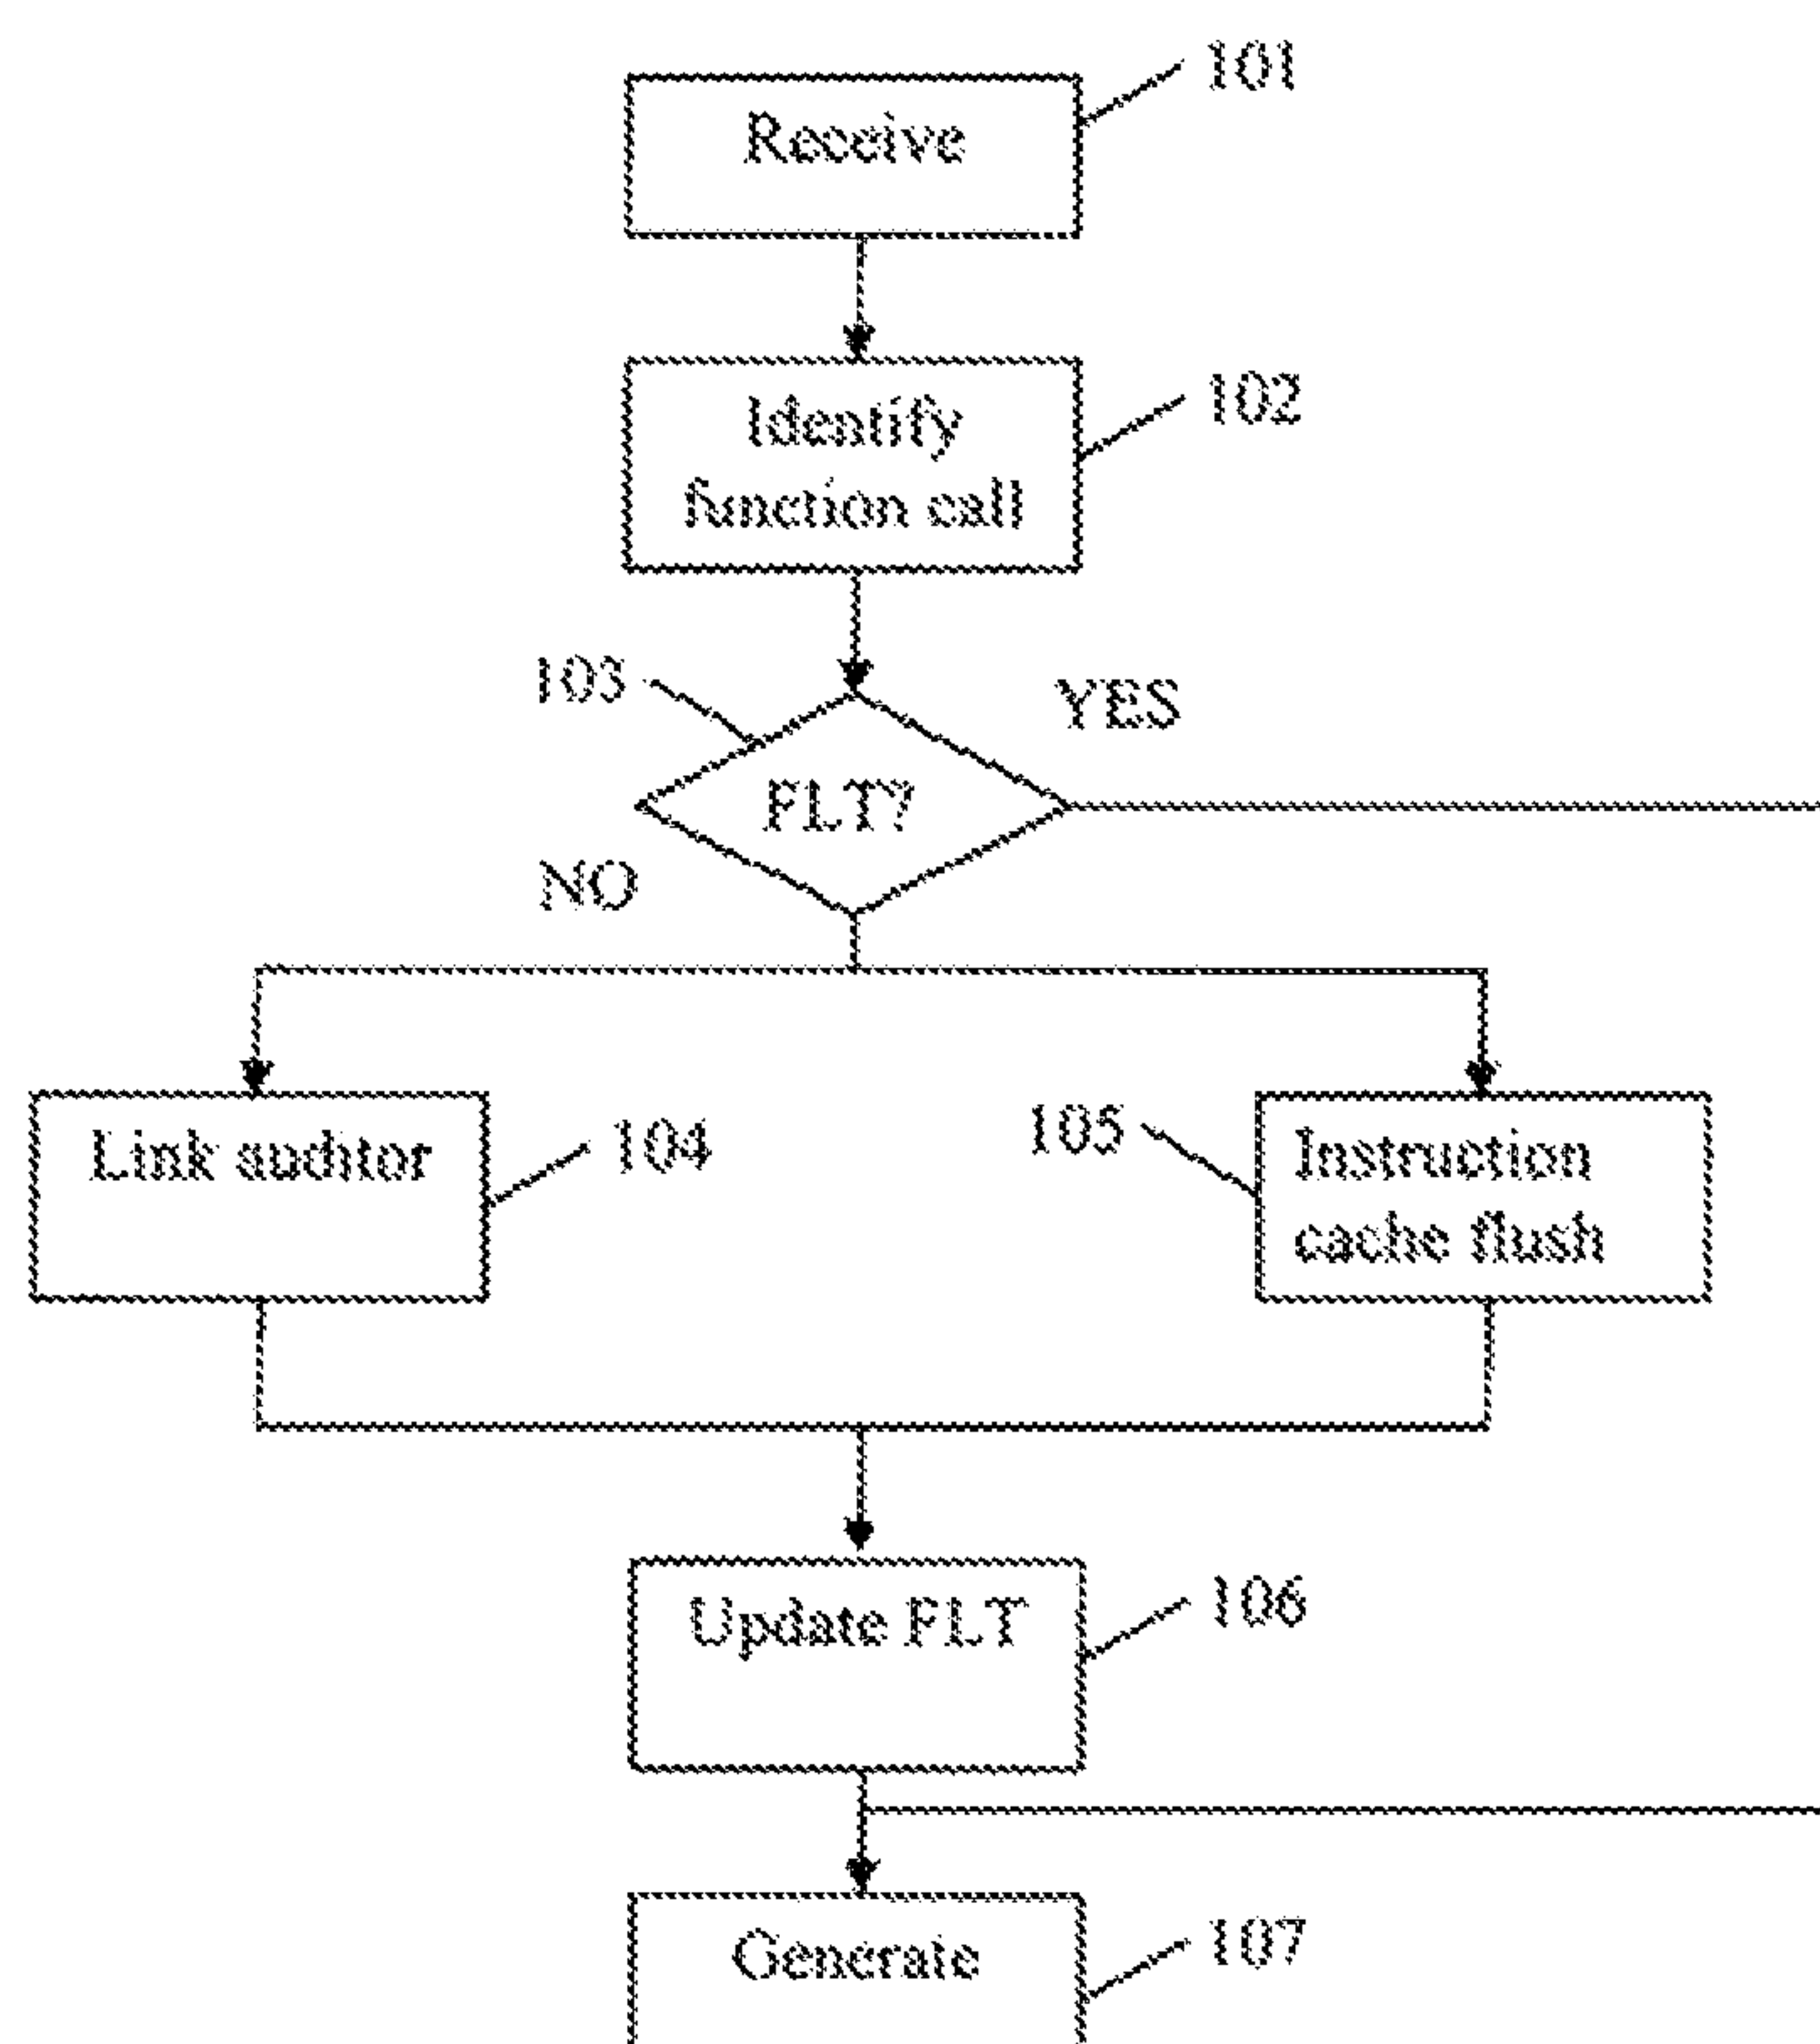 101
Receive
102
Identify
function call
103
YES
FLT?
NO
Link auditor
104
105
Instruction
cache flush
Update FLT
106
Generate
107